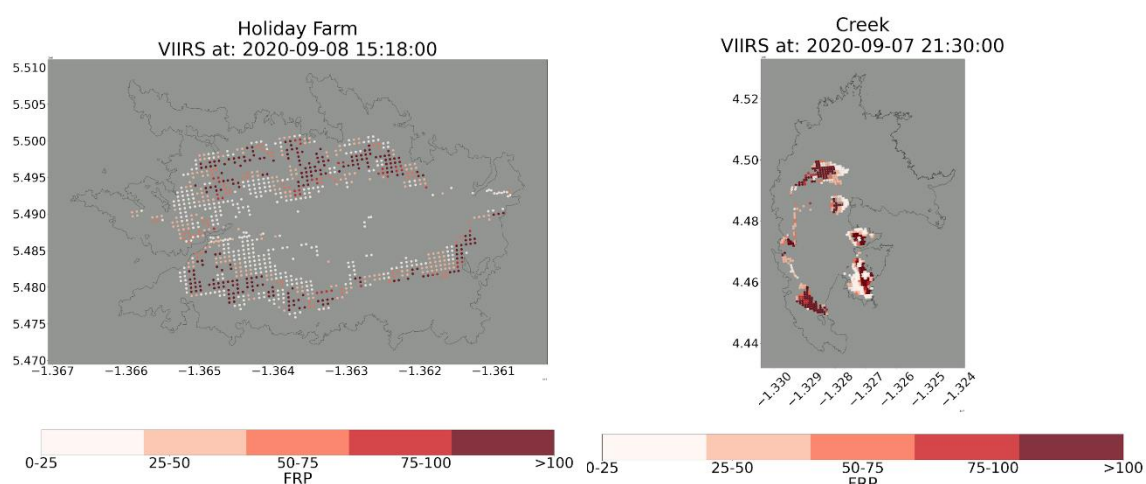 Holiday Farm
VIIRS at: 2020-09-08 15:18:00
5.510
5.505
5.500
5.495
5.490
5.485
5.480
5.475
5.470
−1.367 −1.366 −1.365 −1.364 −1.363 −1.362 −1.361
0-25 25-50 50-75 75-100 >100
FRP
Creek
VIIRS at: 2020-09-07 21:30:00
4.52
4.50
4.48
4.46
4.44
−1.330 −1.329 −1.328 −1.327 −1.326 −1.325 −1.324
0-25 25-50 50-75 75-100 >100
FRP